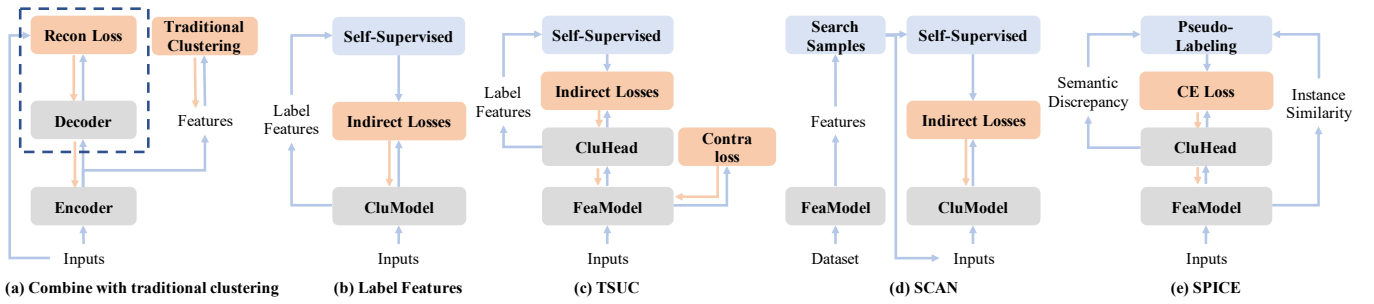 Recon Loss
Traditional
Clustering
Decoder
Features
Encoder
Inputs
(a) Combine with traditional clustering
Self-Supervised
Label
Features
Indirect Losses
CluModel
Inputs
(b) Label Features
Self-Supervised
Indirect Losses
Label
Features
CluHead
Contra
loss
FeaModel
Inputs
(c) TSUC
Search
Samples
Self-Supervised
Features
Indirect Losses
FeaModel
CluModel
Dataset
Inputs
(d) SCAN
Pseudo-
Labeling
Semantic
Discrepancy
CE Loss
Instance
Similarity
CluHead
FeaModel
Inputs
(e) SPICE